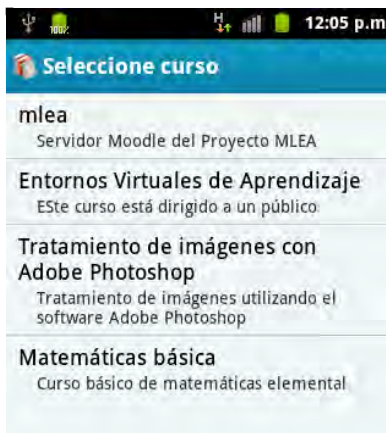 100%
H
12:05 p.m
Seleccione curso
mlea
Servidor Moodle del Proyecto MLEA
Entornos Virtuales de Aprendizaje
ESte curso está dirigido a un público
Tratamiento de imágenes con
Adobe Photoshop
Tratamiento de imágenes utilizando el
software Adobe Photoshop
Matemáticas básica
Curso básico de matemáticas elemental